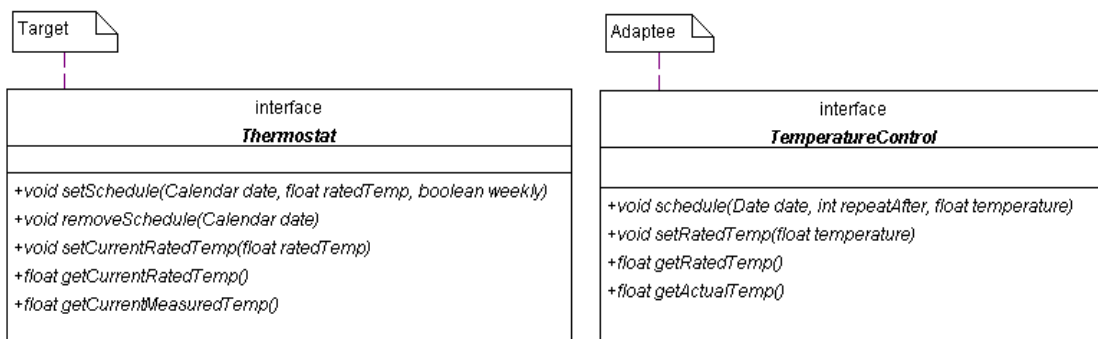 Target
interface
Thermostat
+void setSchedule(Calendar date, float ratedTemp, boolean weekly)
+void removeSchedule(Calendar date)
+void setCurrentRatedTemp(float ratedTemp)
+float getCurrentRatedTemp()
+float getCurrentMeasuredTemp()
Adaptee
interface
TemperatureControl
+void schedule(Date date, int repeatAfter, float temperature)
+void setRatedTemp(float temperature)
+float getRatedTemp()
+float getActualTemp()